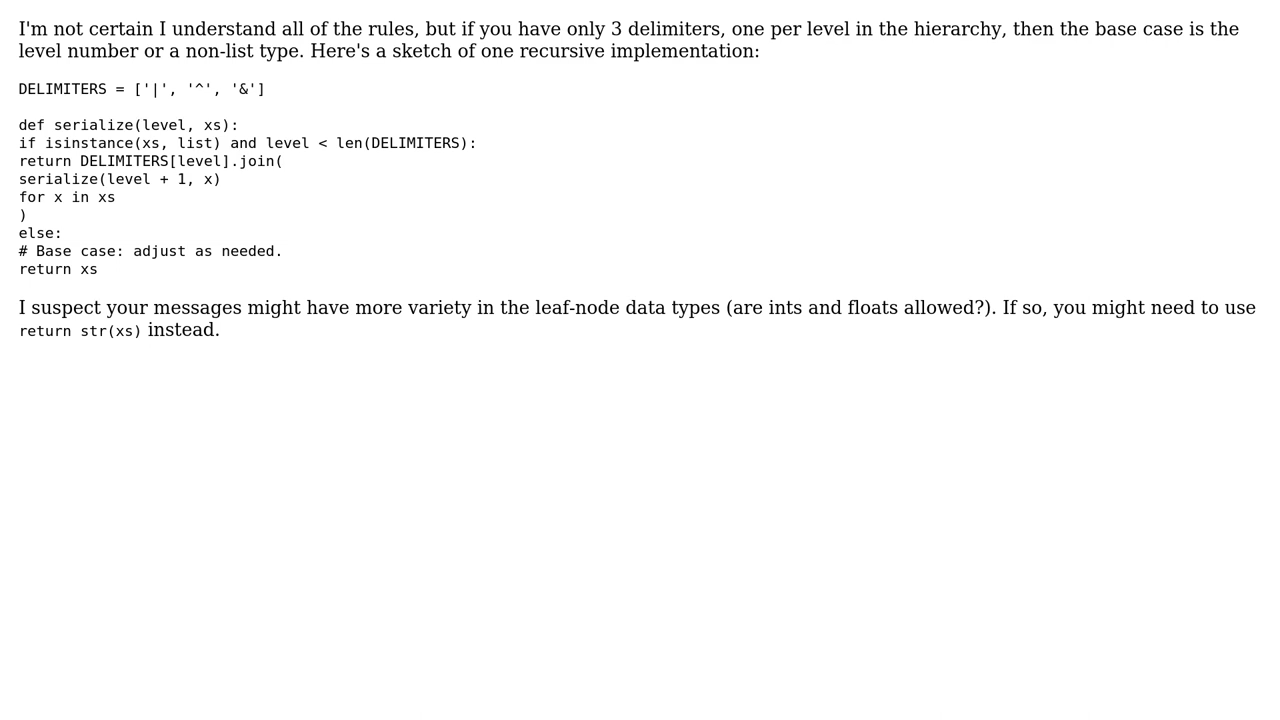 I'm not certain I understand all of the rules, but if you have only 3 delimiters, one per level in the hierarchy, then the base case is the
level number or a non-list type. Here's a sketch of one recursive implementation:
DELIMITERS = ['|', '^', '&']
def serialize(level, xs):
if isinstance(xs, list) and level < len(DELIMITERS):
return DELIMITERS[level].join(
serialize(level + 1, x)
for x in xs
)
else:
# Base case: adjust as needed.
return xs
I suspect your messages might have more variety in the leaf-node data types (are ints and floats allowed?). If so, you might need to use
return str(xs) instead.